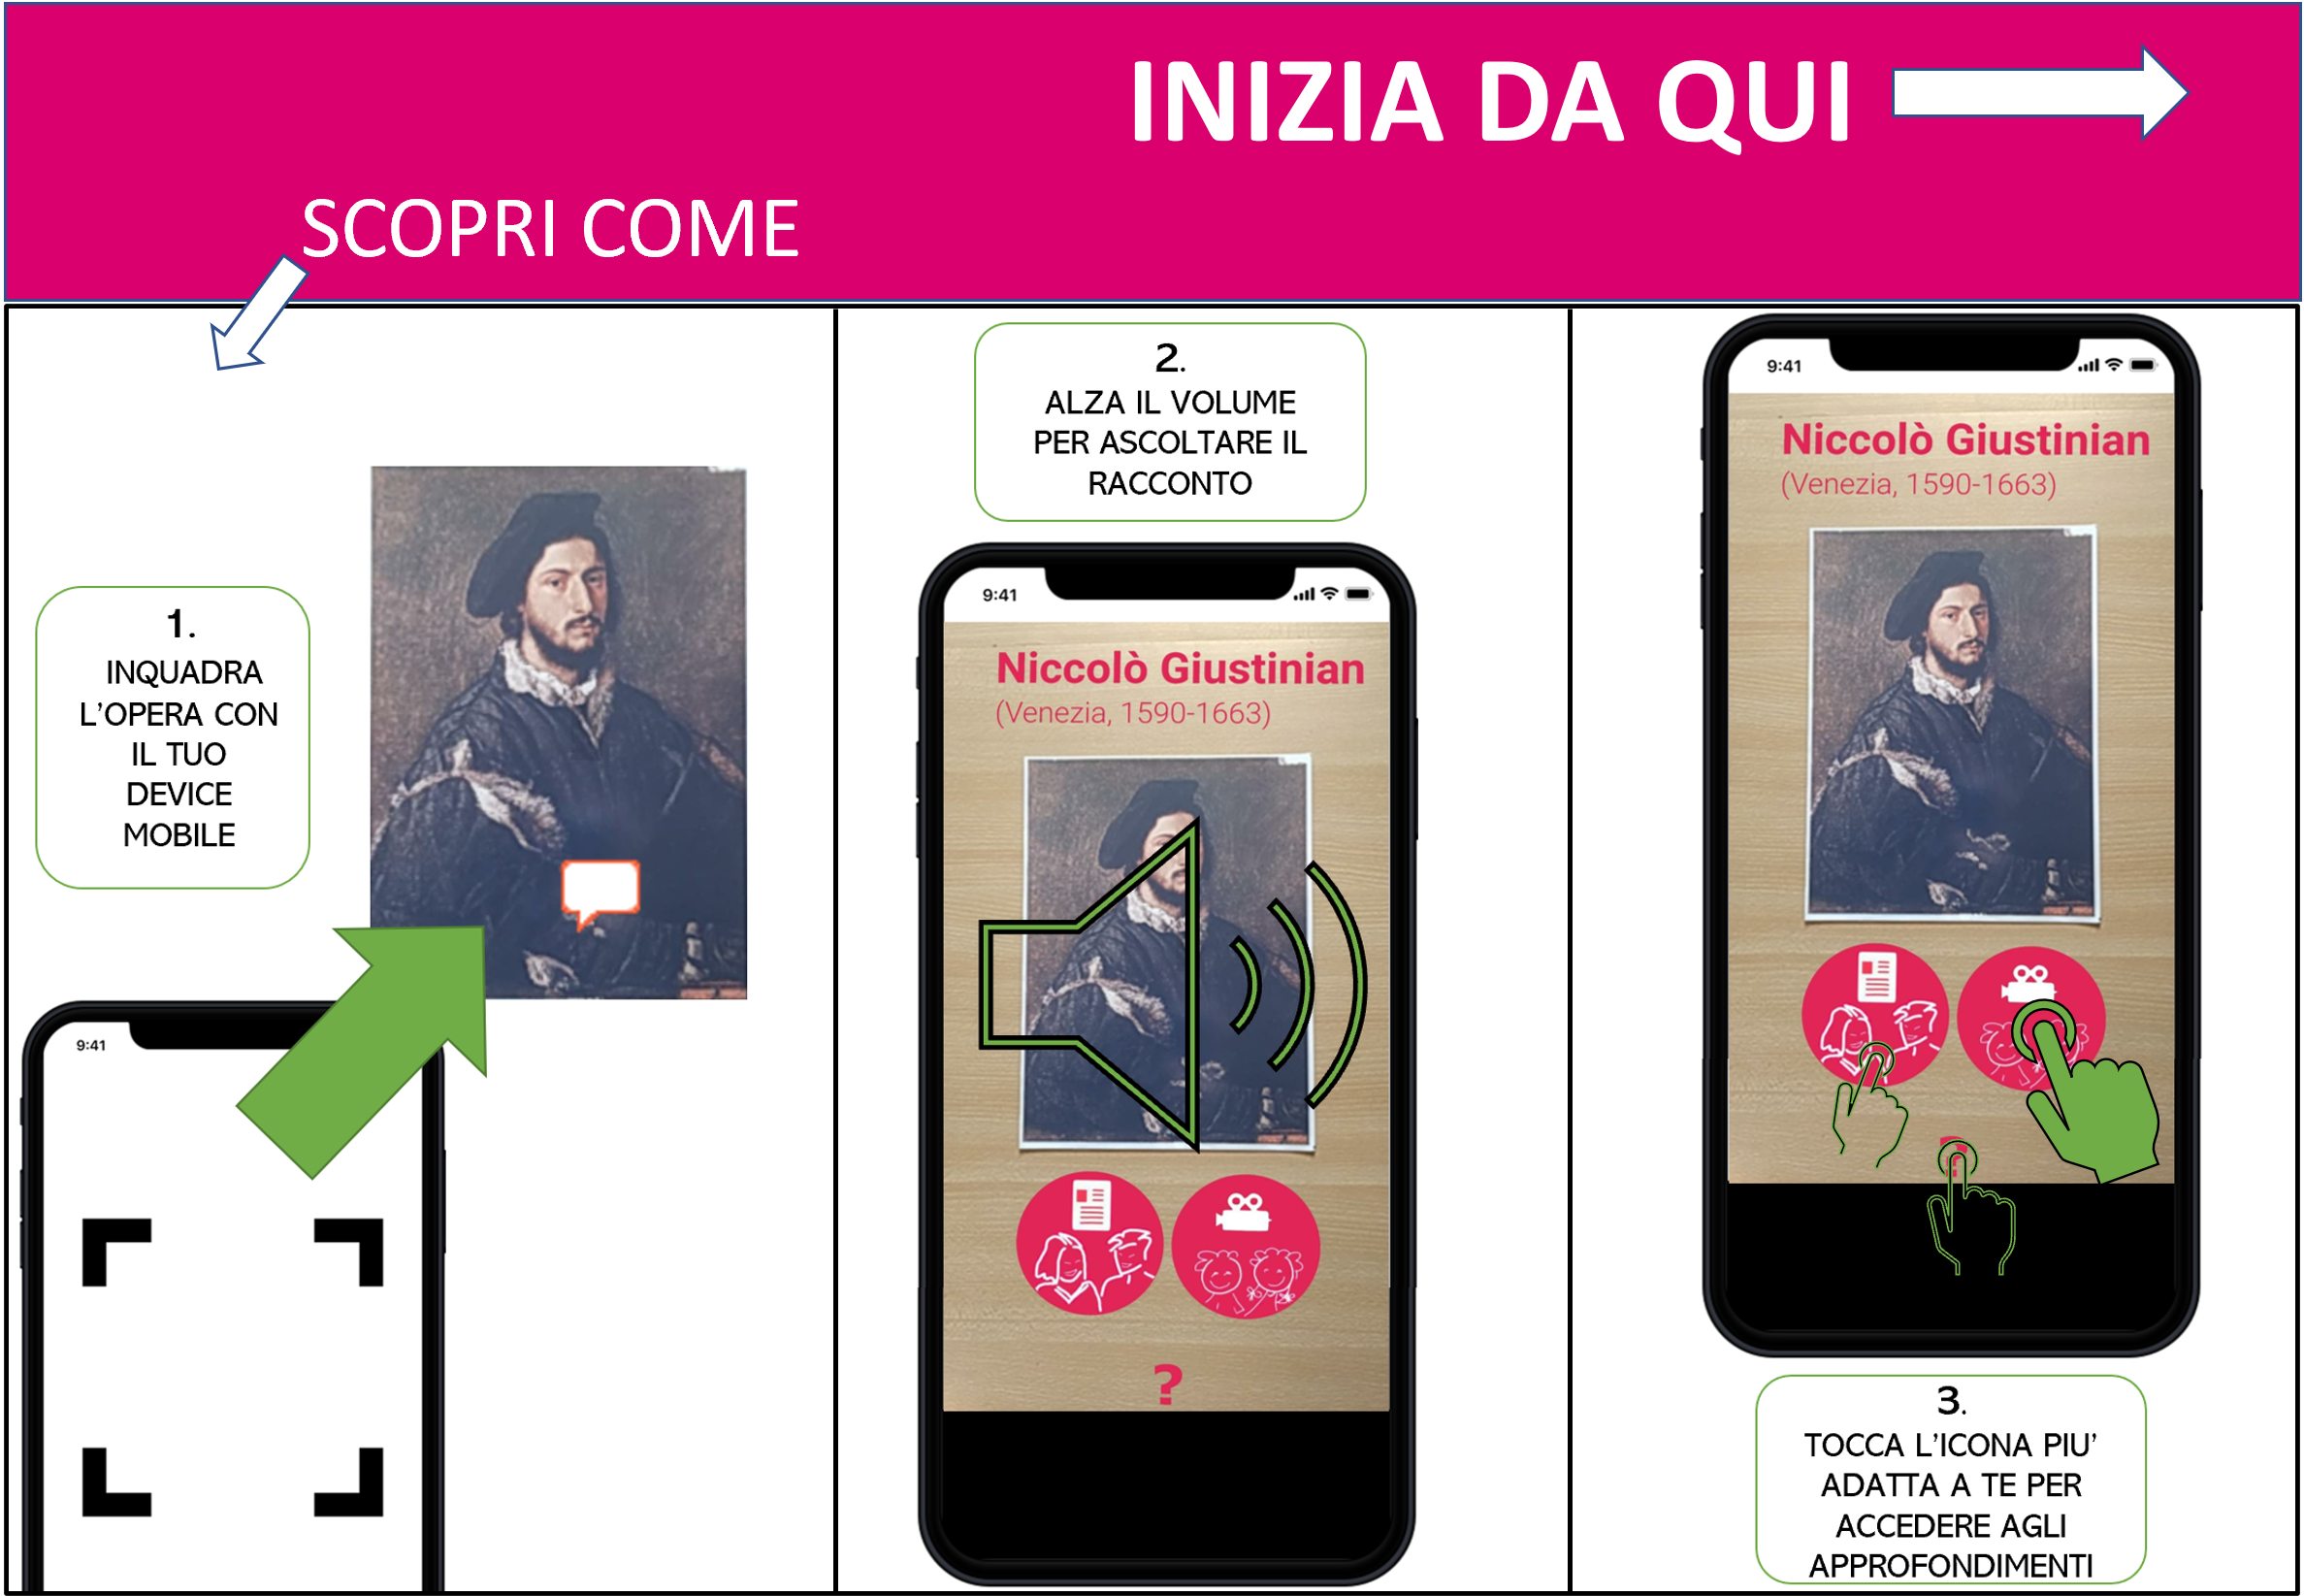 INIZIA DA QUI
SCOPRI COME
1.
INQUADRA
L'OPERA CON
IL TUO
DEVICE
MOBILE
9:41
2.
ALZA IL VOLUME
PER ASCOLTARE IL
RACCONTO
9:41
Niccolò Giustinian
(Venezia, 1590-1663)
?
9:41
Niccolò Giustinian
(Venezia, 1590-1663)
3.
TOCCA L'ICONA PIU'
ADATTA A TE PER
ACCEDERE AGLI
APPROFONDIMENTI